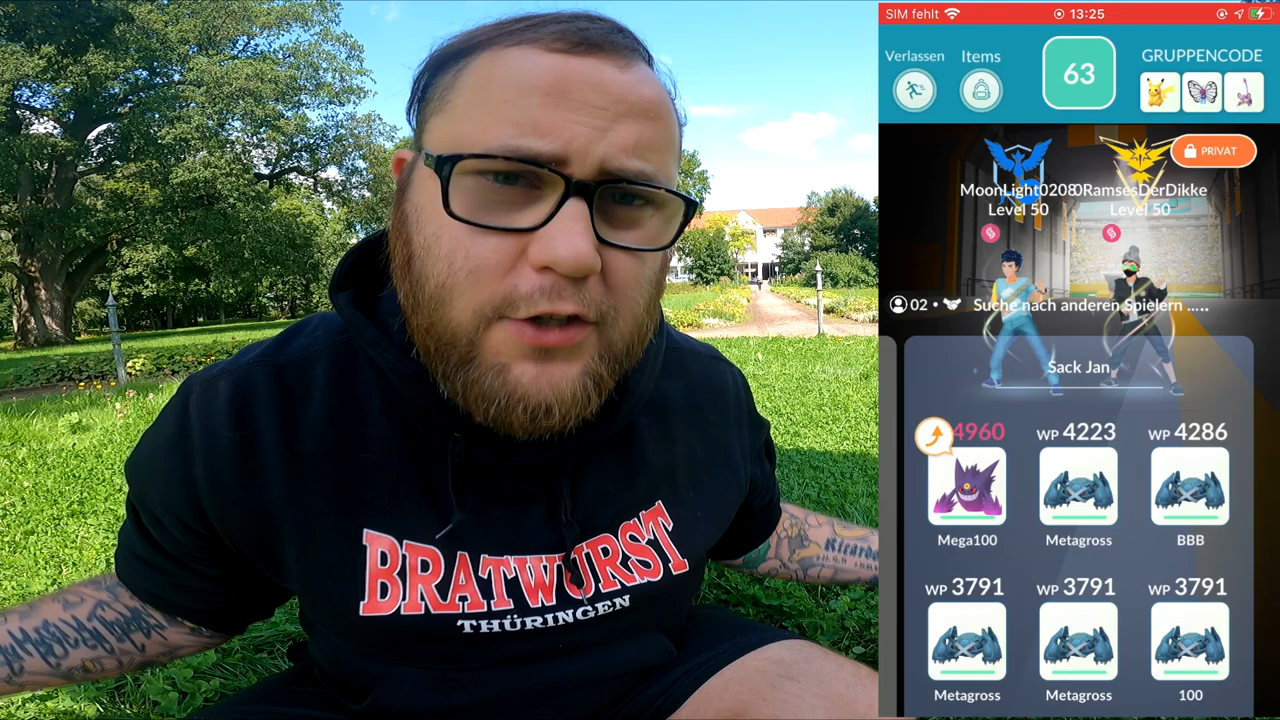 BRATWURST
THÜRINGEN
Ricardo
SIM fehlt
13:25
Verlassen
Items
63
GRUPPENCODE
PRIVAT
MoonLight0208
RamsesDerDikke
Level 50
Level 50
02 • Suche nach anderen Spielern .....
Sack Jan
4960
WP 4223
WP 4286
Mega100
Metagross
BBB
WP 3791
WP 3791
WP 3791
Metagross
Metagross
100